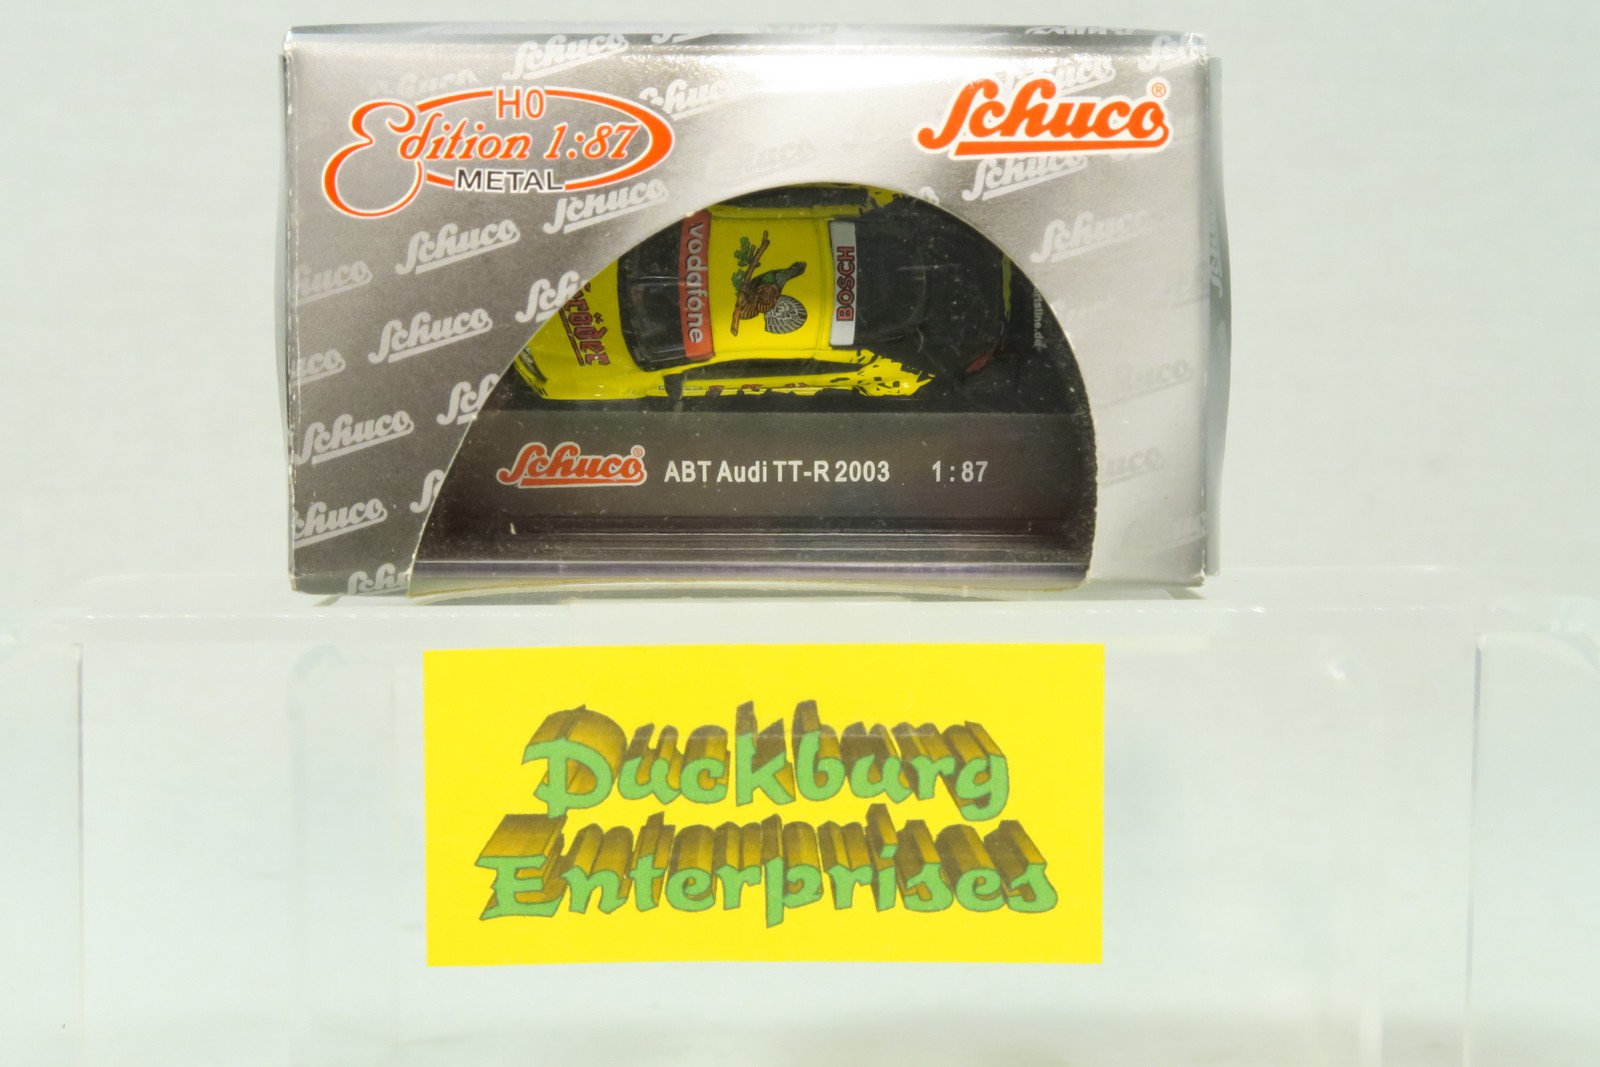 H0
Edition 1:87
METAL
Schuco®
vodafone
BOSCH
Schuco® ABT Audi TT-R 2003 1:87
Duckburg
Enterprises